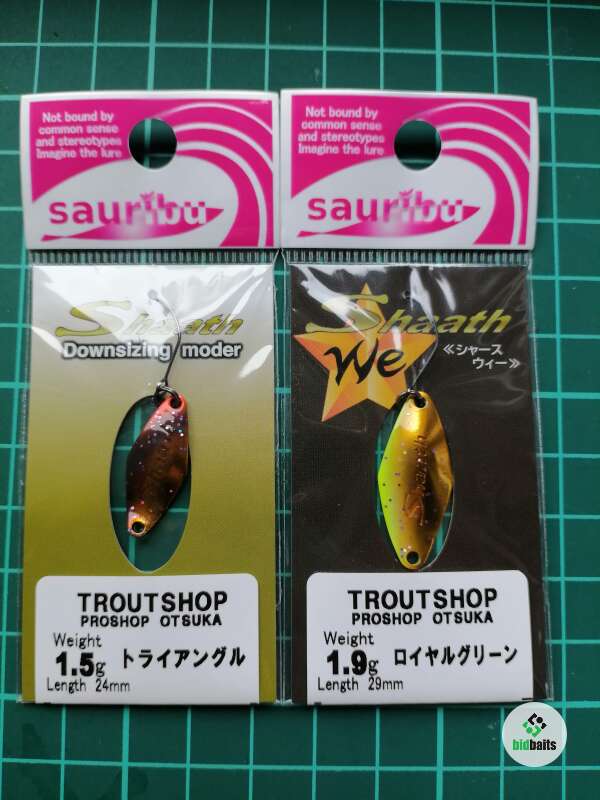 Not bound by
common sense
and stereotypes
Imagine the lure
sauribu
Shaath
Downsizing moder
TROUTSHOP
PROSHOP OTSUKA
Weight
1.5g トライアングル
Length 24mm
Not bound by
common sense
and stereotypes
Imagine the lure
sauribu
Shaath
We
≪シャース
ウィー≫
TROUTSHOP
PROSHOP OTSUKA
Weight
1.9g ロイヤルグリーン
Length 29mm
bidbaits